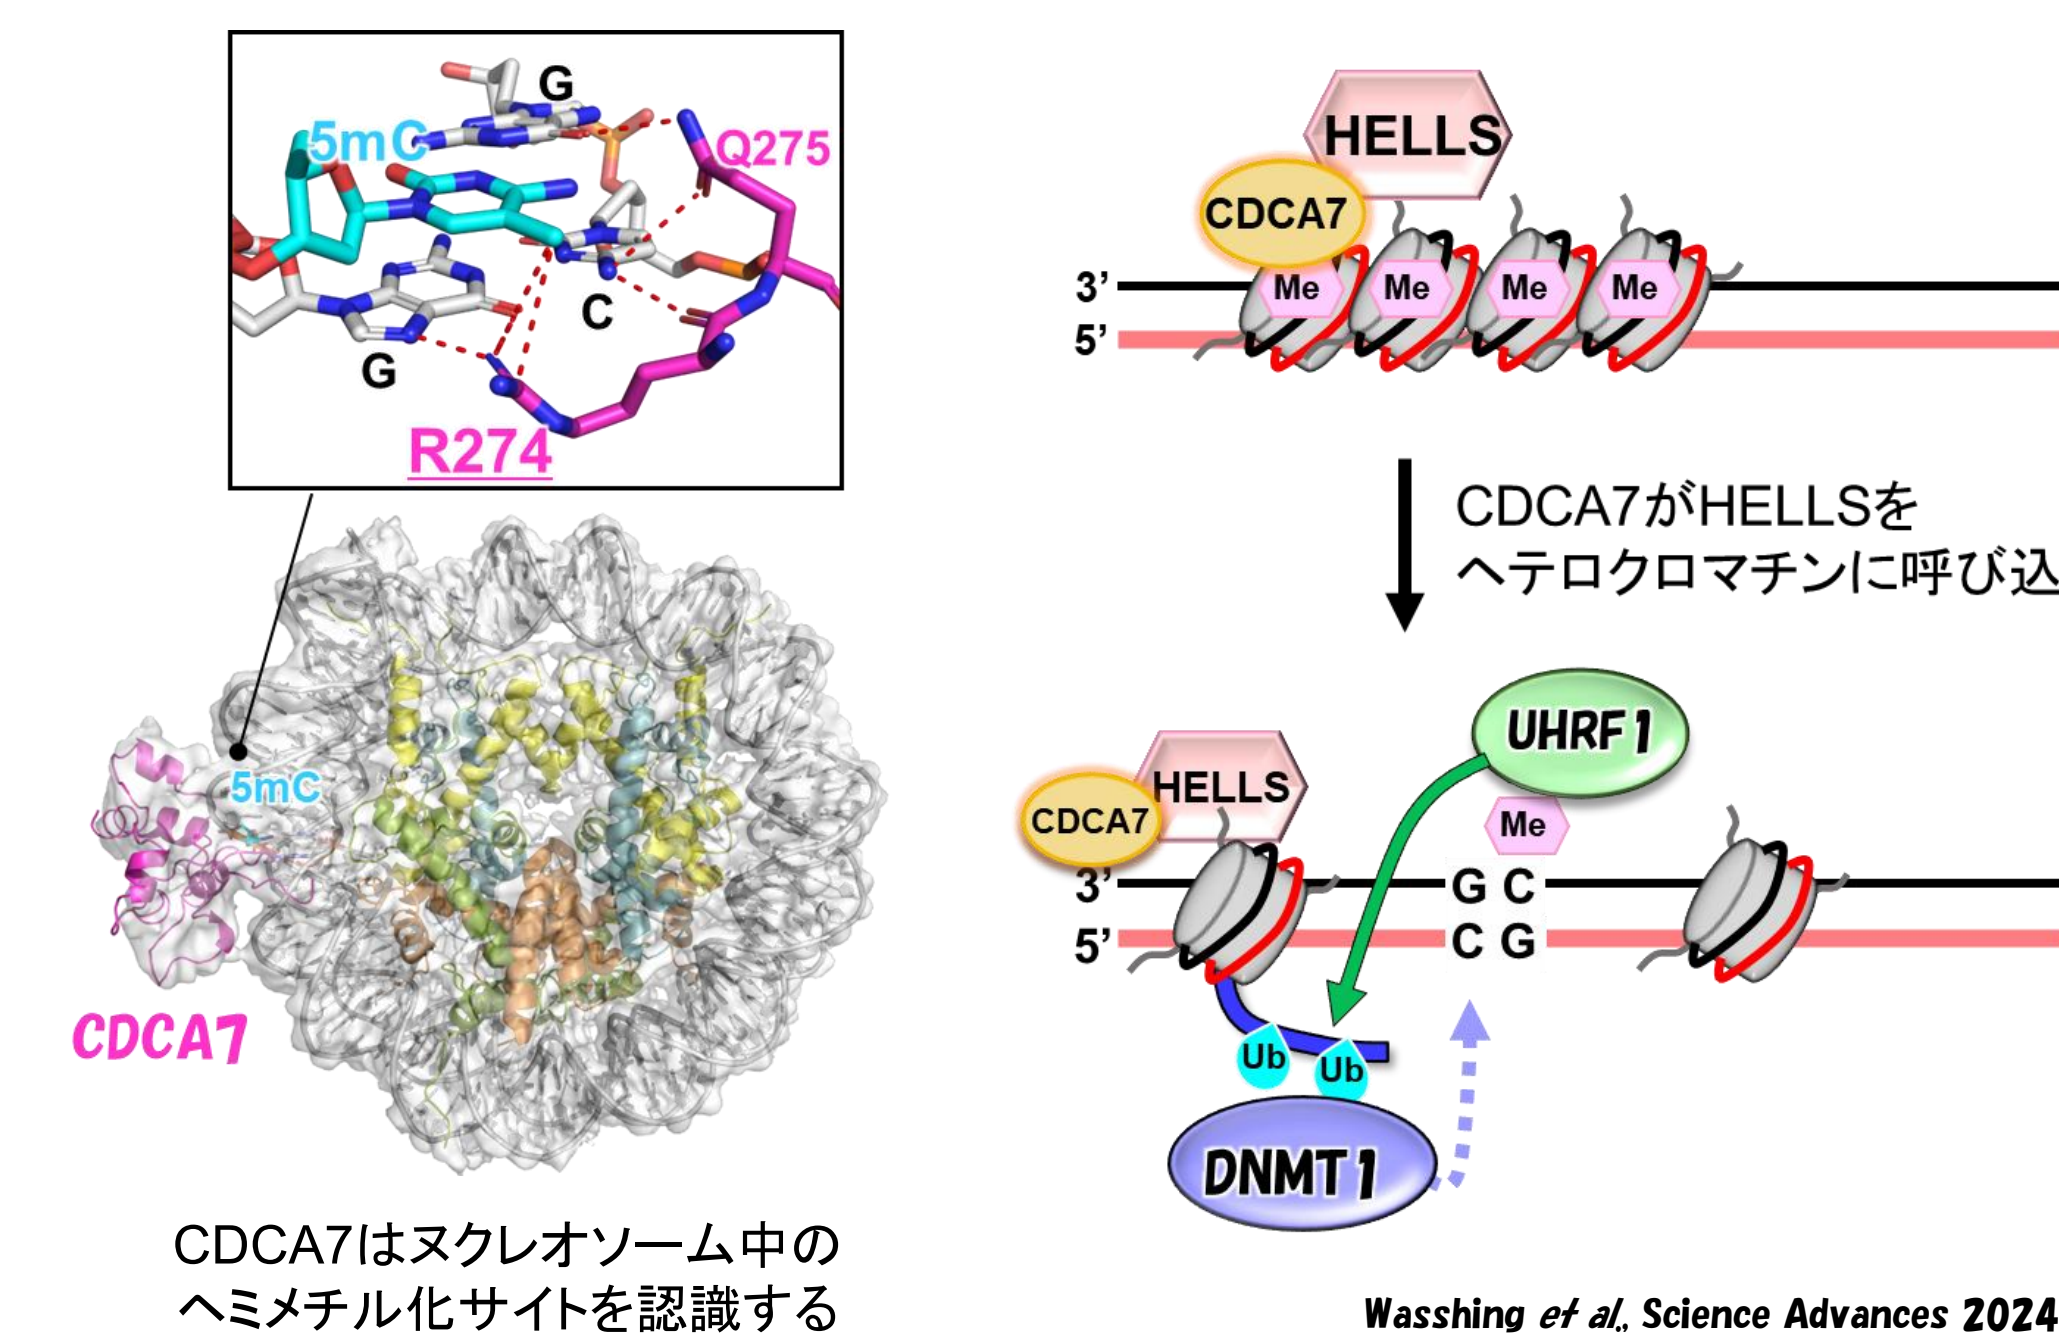 G
5mC
Q275
C
G
R274
5mC
CDCA7
CDCA7はヌクレオソーム中の
ヘミメチル化サイトを認識する
HELLS
CDCA7
3’ Me Me Me Me
5’
CDCA7がHELLSを
ヘテロクロマチンに呼び込
UHRF1
HELLS
CDCA7
Me
3’ G C
5’ C G
Ub Ub
DNMT1
Wasshing et al., Science Advances 2024